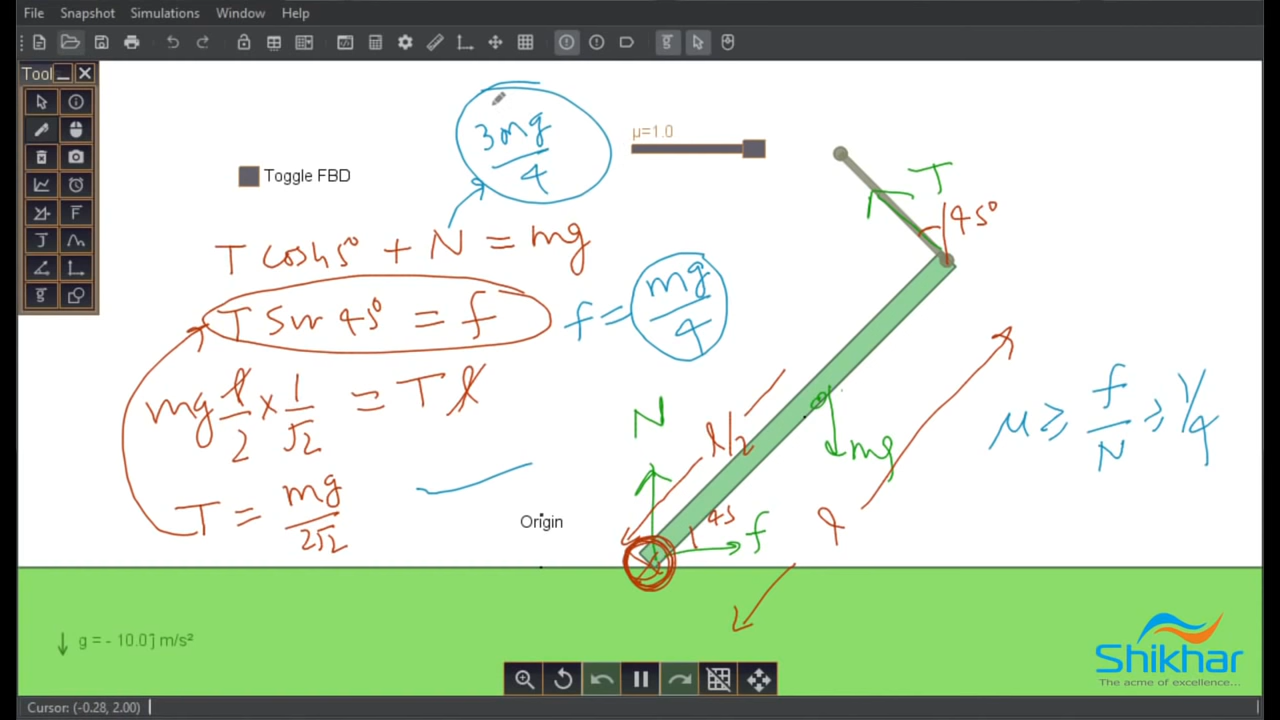 File Snapshot Simulations Window Help
Tool
μ=1.0
Toggle FBD
3mg/4
T cos45° + N = mg
T Sin 45° = f
f = mg/4
mg l/2 × 1/√2 = T l
T = mg/2√2
T
45°
N
l/2
mg
μ ≥ f/N ≥ 1/4
Origin
45
f
l
g = - 10.0 j m/s²
Shikhar
The acme of excellence...
Cursor: (-0.28, 2.00)